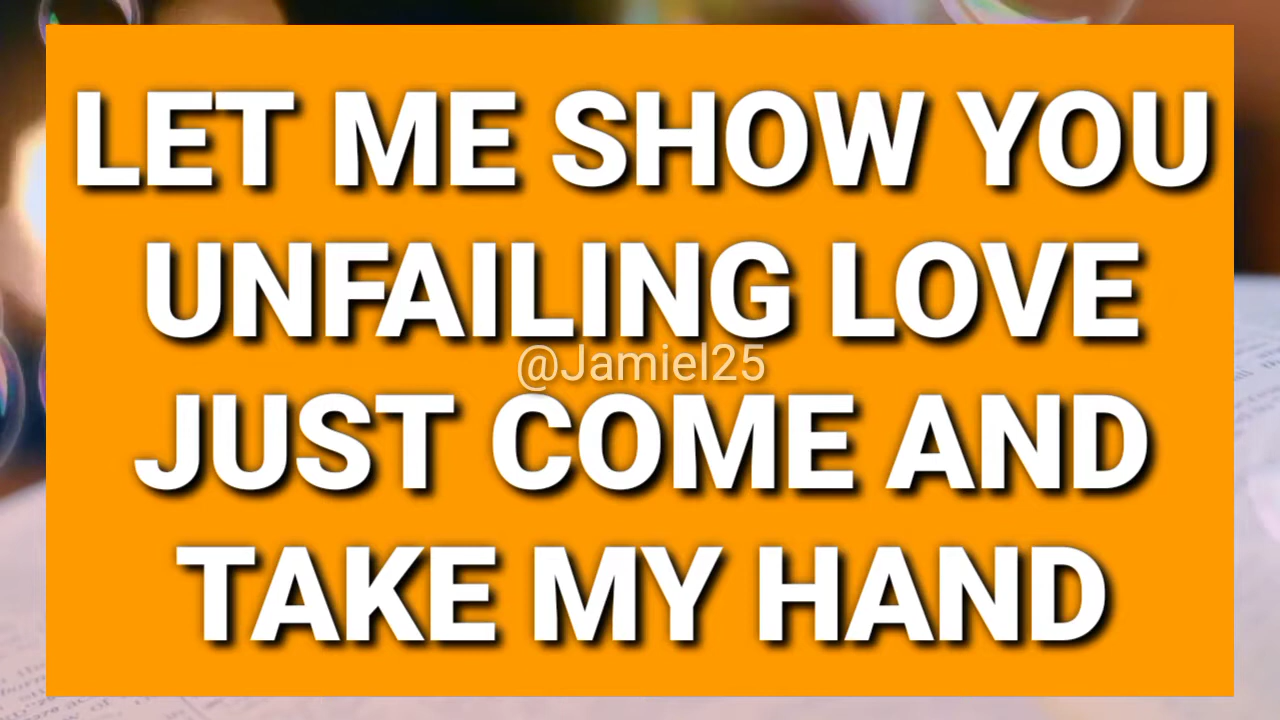 LET ME SHOW YOU
UNFAILING LOVE
@Jamiel25
JUST COME AND
TAKE MY HAND